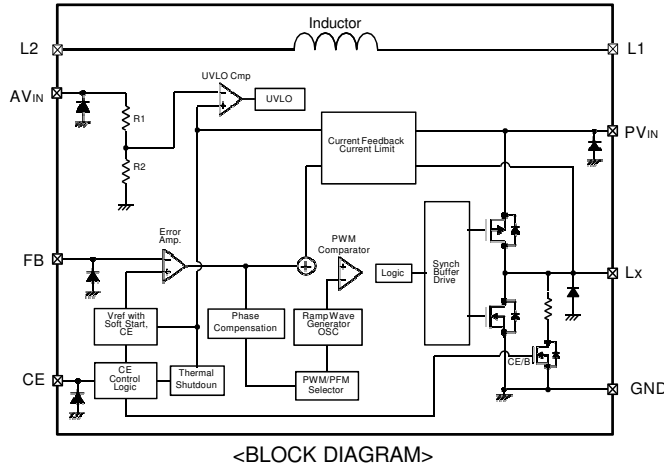 Inductor
L2
L1
UVLO Cmp
AVIN
UVLO
R1
R2
Current Feedback
Current Limit
PVIN
Error
Amp.
FB
PWM
Comparator
Logic
Synch
Buffer
Drive
Lx
Vref with
Soft Start,
CE
Phase
Compensation
Ramp Wave
Generator
OSC
CE
CE
Control
Logic
Thermal
Shutdoun
PWM/PFM
Selector
CE/B
GND
<BLOCK DIAGRAM>